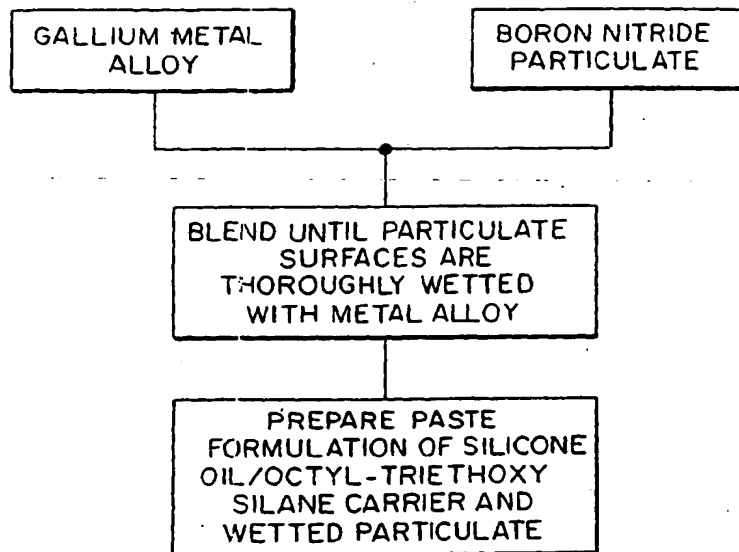 GALLIUM METAL
ALLOY
BORON NITRIDE
PARTICULATE
BLEND UNTIL PARTICULATE
SURFACES ARE
THOROUGHLY WETTED
WITH METAL ALLOY
PREPARE PASTE
FORMULATION OF SILICONE
OIL/OCTYL-TRIETHOXY
SILANE CARRIER AND
WETTED PARTICULATE